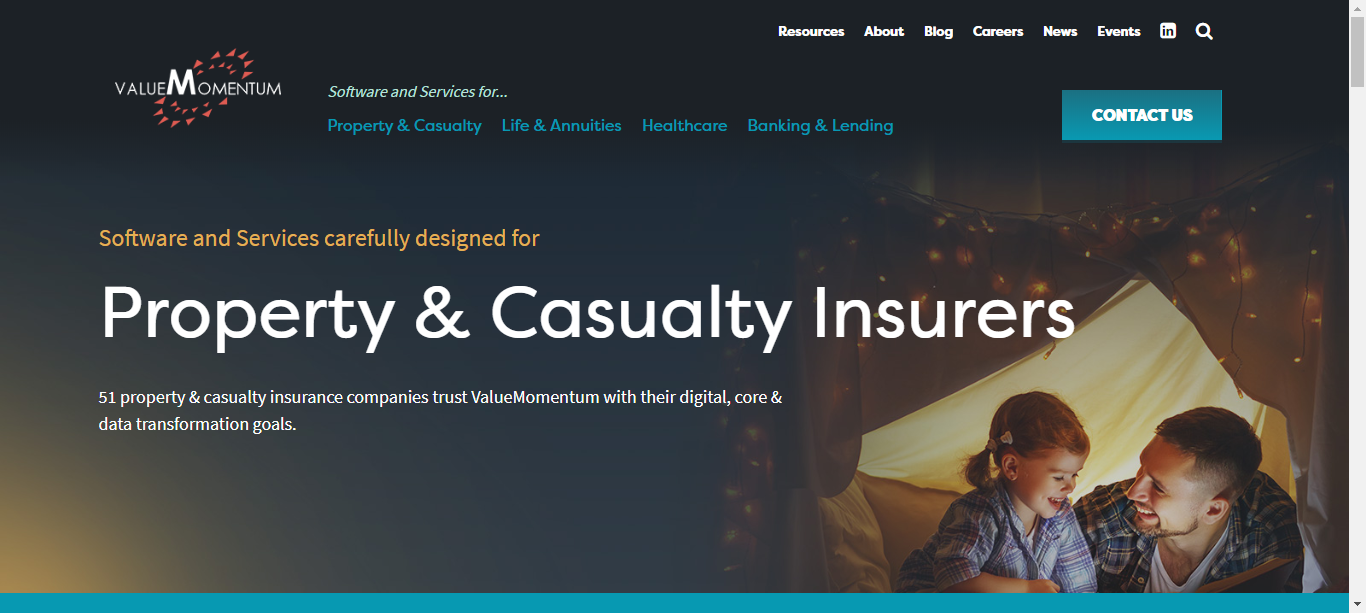 Resources About Blog Careers News Events in
VALUEMOMENTUM
Software and Services for...
Property & Casualty Life & Annuities Healthcare Banking & Lending
CONTACT US
Software and Services carefully designed for
Property & Casualty Insurers
51 property & casualty insurance companies trust ValueMomentum with their digital, core &
data transformation goals.